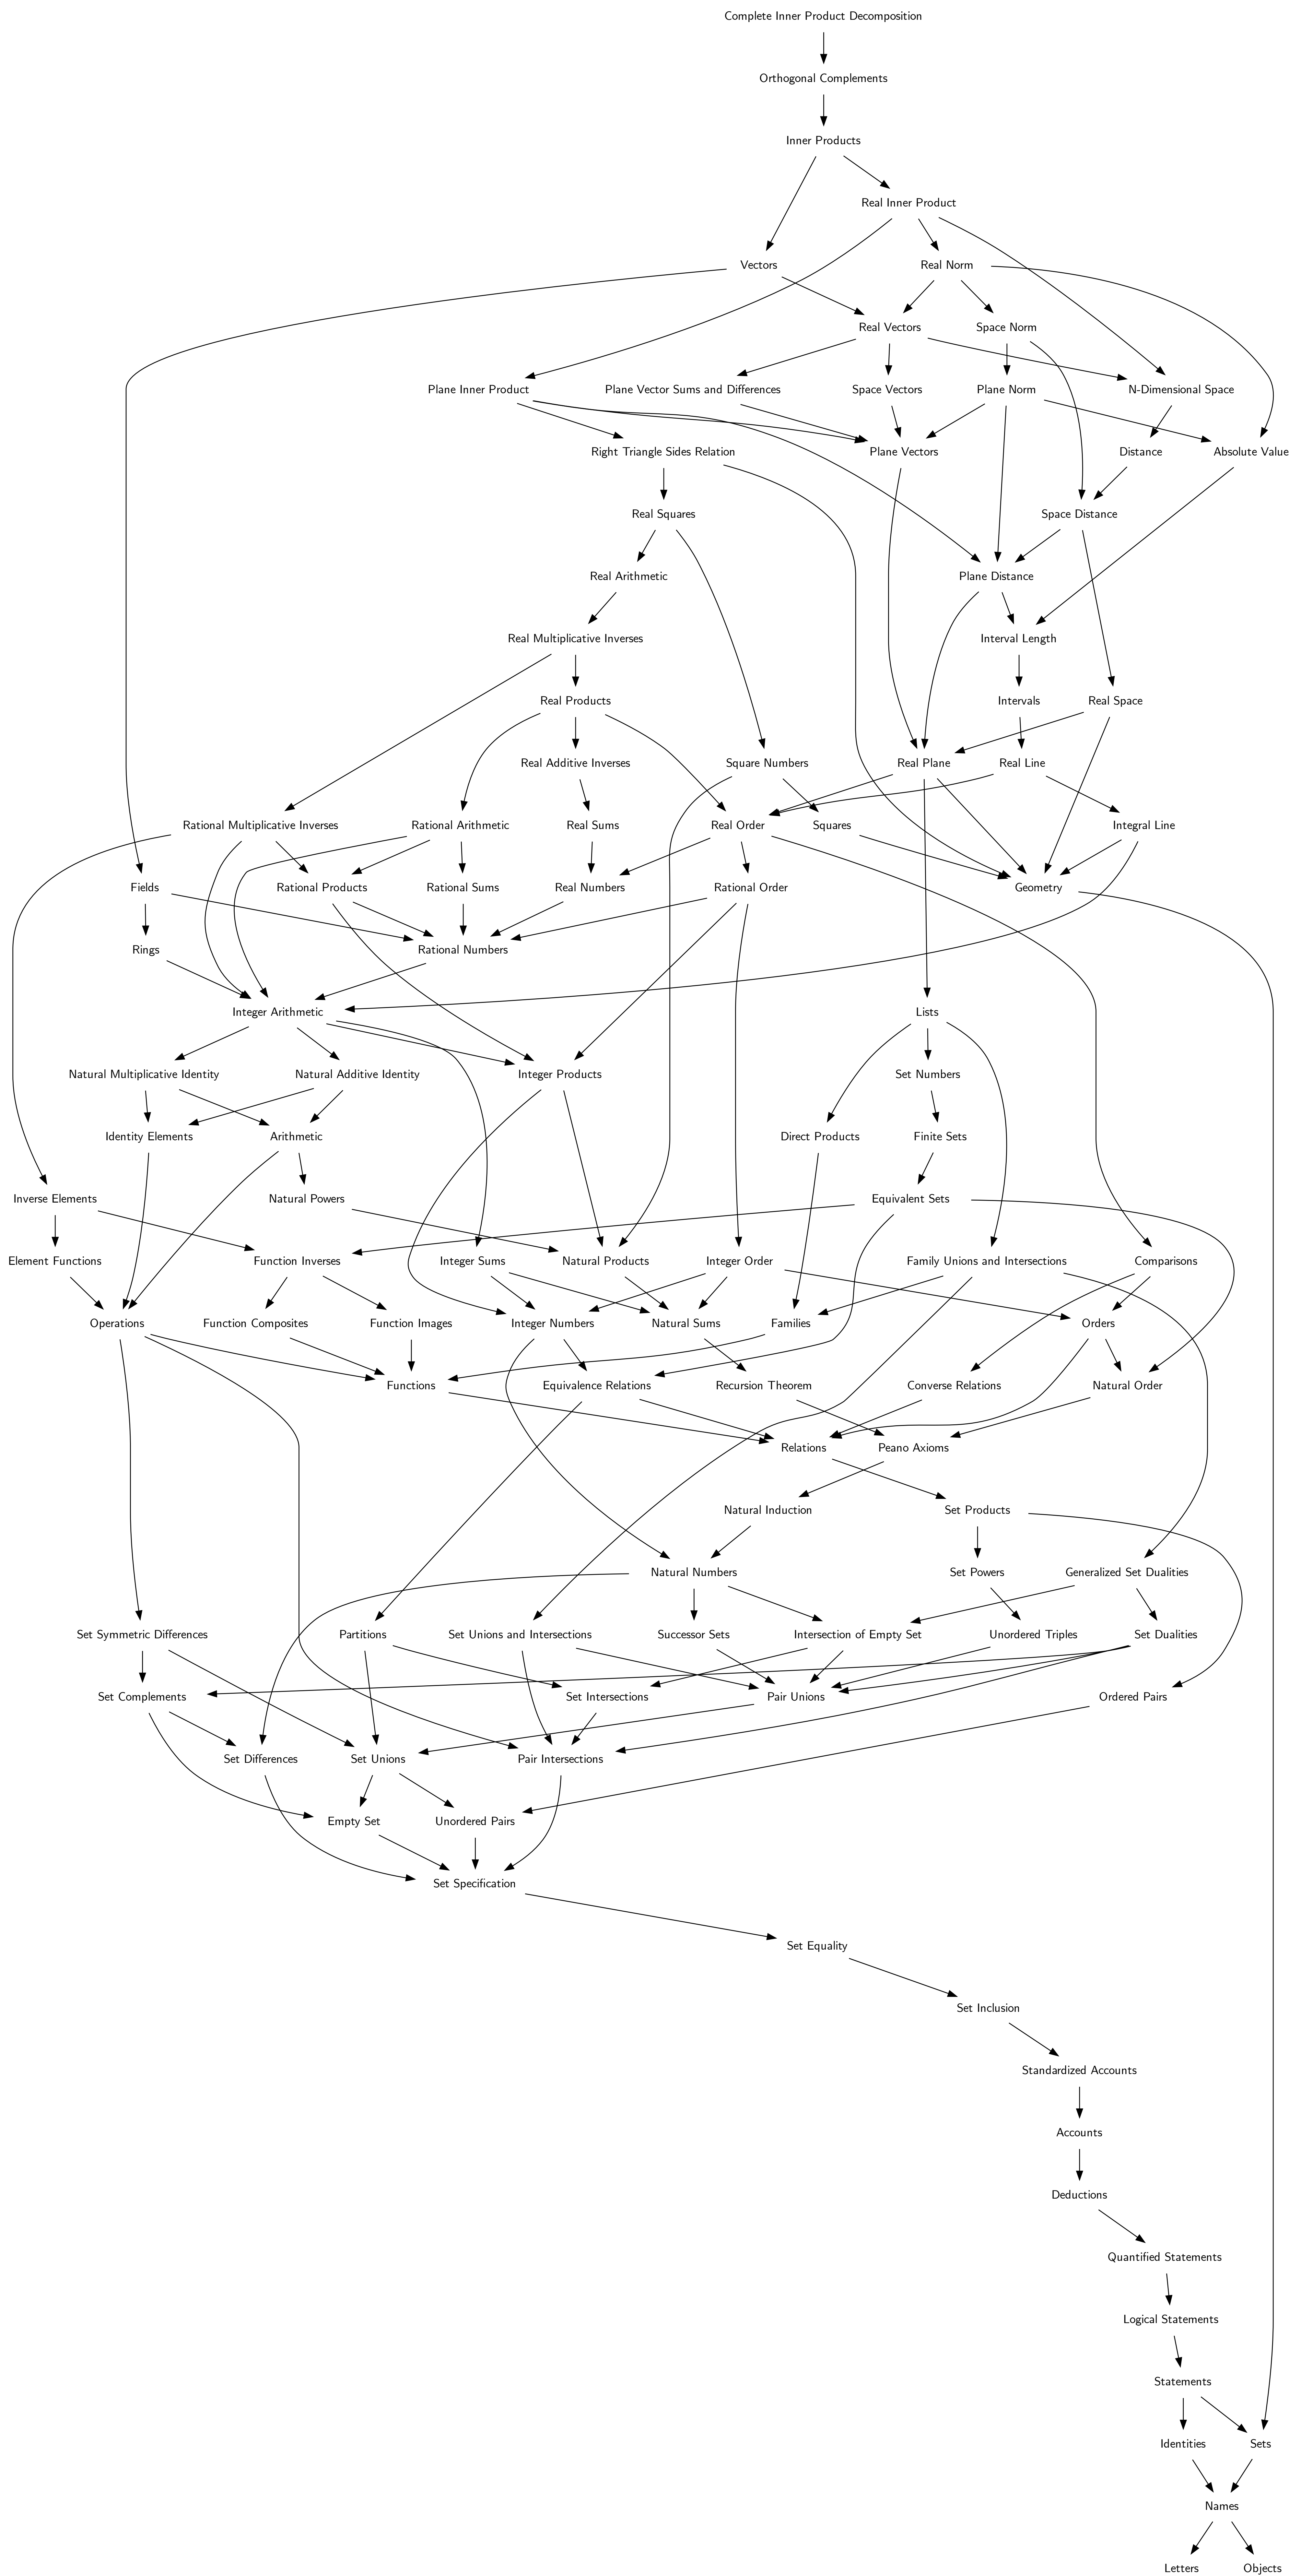 Complete Inner Product Decomposition
Orthogonal Complements
Inner Products
Real Inner Product
Vectors
Real Norm
Real Vectors
Space Norm
Plane Inner Product
Plane Vector Sums and Differences
Space Vectors
Plane Norm
N-Dimensional Space
Right Triangle Sides Relation
Plane Vectors
Distance
Absolute Value
Real Squares
Space Distance
Real Arithmetic
Plane Distance
Real Multiplicative Inverses
Interval Length
Real Products
Intervals
Real Space
Real Additive Inverses
Square Numbers
Real Plane
Real Line
Rational Multiplicative Inverses
Rational Arithmetic
Real Sums
Real Order
Squares
Integral Line
Fields
Rational Products
Rational Sums
Real Numbers
Rational Order
Geometry
Rings
Rational Numbers
Integer Arithmetic
Lists
Natural Multiplicative Identity
Natural Additive Identity
Integer Products
Set Numbers
Identity Elements
Arithmetic
Direct Products
Finite Sets
Inverse Elements
Natural Powers
Equivalent Sets
Element Functions
Function Inverses
Integer Sums
Natural Products
Integer Order
Family Unions and Intersections
Comparisons
Operations
Function Composites
Function Images
Integer Numbers
Natural Sums
Families
Orders
Functions
Equivalence Relations
Recursion Theorem
Converse Relations
Natural Order
Relations
Peano Axioms
Natural Induction
Set Products
Natural Numbers
Set Powers
Generalized Set Dualities
Set Symmetric Differences
Partitions
Set Unions and Intersections
Successor Sets
Intersection of Empty Set
Unordered Triples
Set Dualities
Set Complements
Set Intersections
Pair Unions
Ordered Pairs
Set Differences
Set Unions
Pair Intersections
Empty Set
Unordered Pairs
Set Specification
Set Equality
Set Inclusion
Standardized Accounts
Accounts
Deductions
Quantified Statements
Logical Statements
Statements
Identities
Sets
Names
Letters
Objects